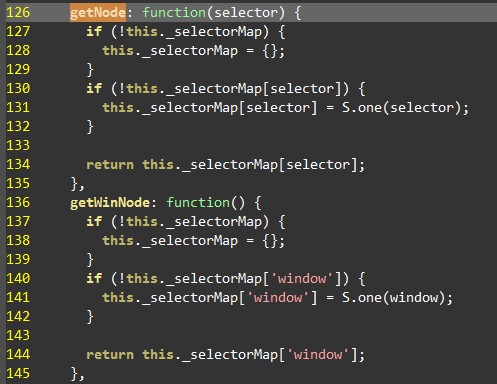 126 getNode: function(selector) {
127 if (!this._selectorMap) {
128 this._selectorMap = {};
129 }
130 if (!this._selectorMap[selector]) {
131 this._selectorMap[selector] = S.one(selector);
132 }
133
134 return this._selectorMap[selector];
135 },
136 getWinNode: function() {
137 if (!this._selectorMap) {
138 this._selectorMap = {};
139 }
140 if (!this._selectorMap['window']) {
141 this._selectorMap['window'] = S.one(window);
142 }
143
144 return this._selectorMap['window'];
145 },